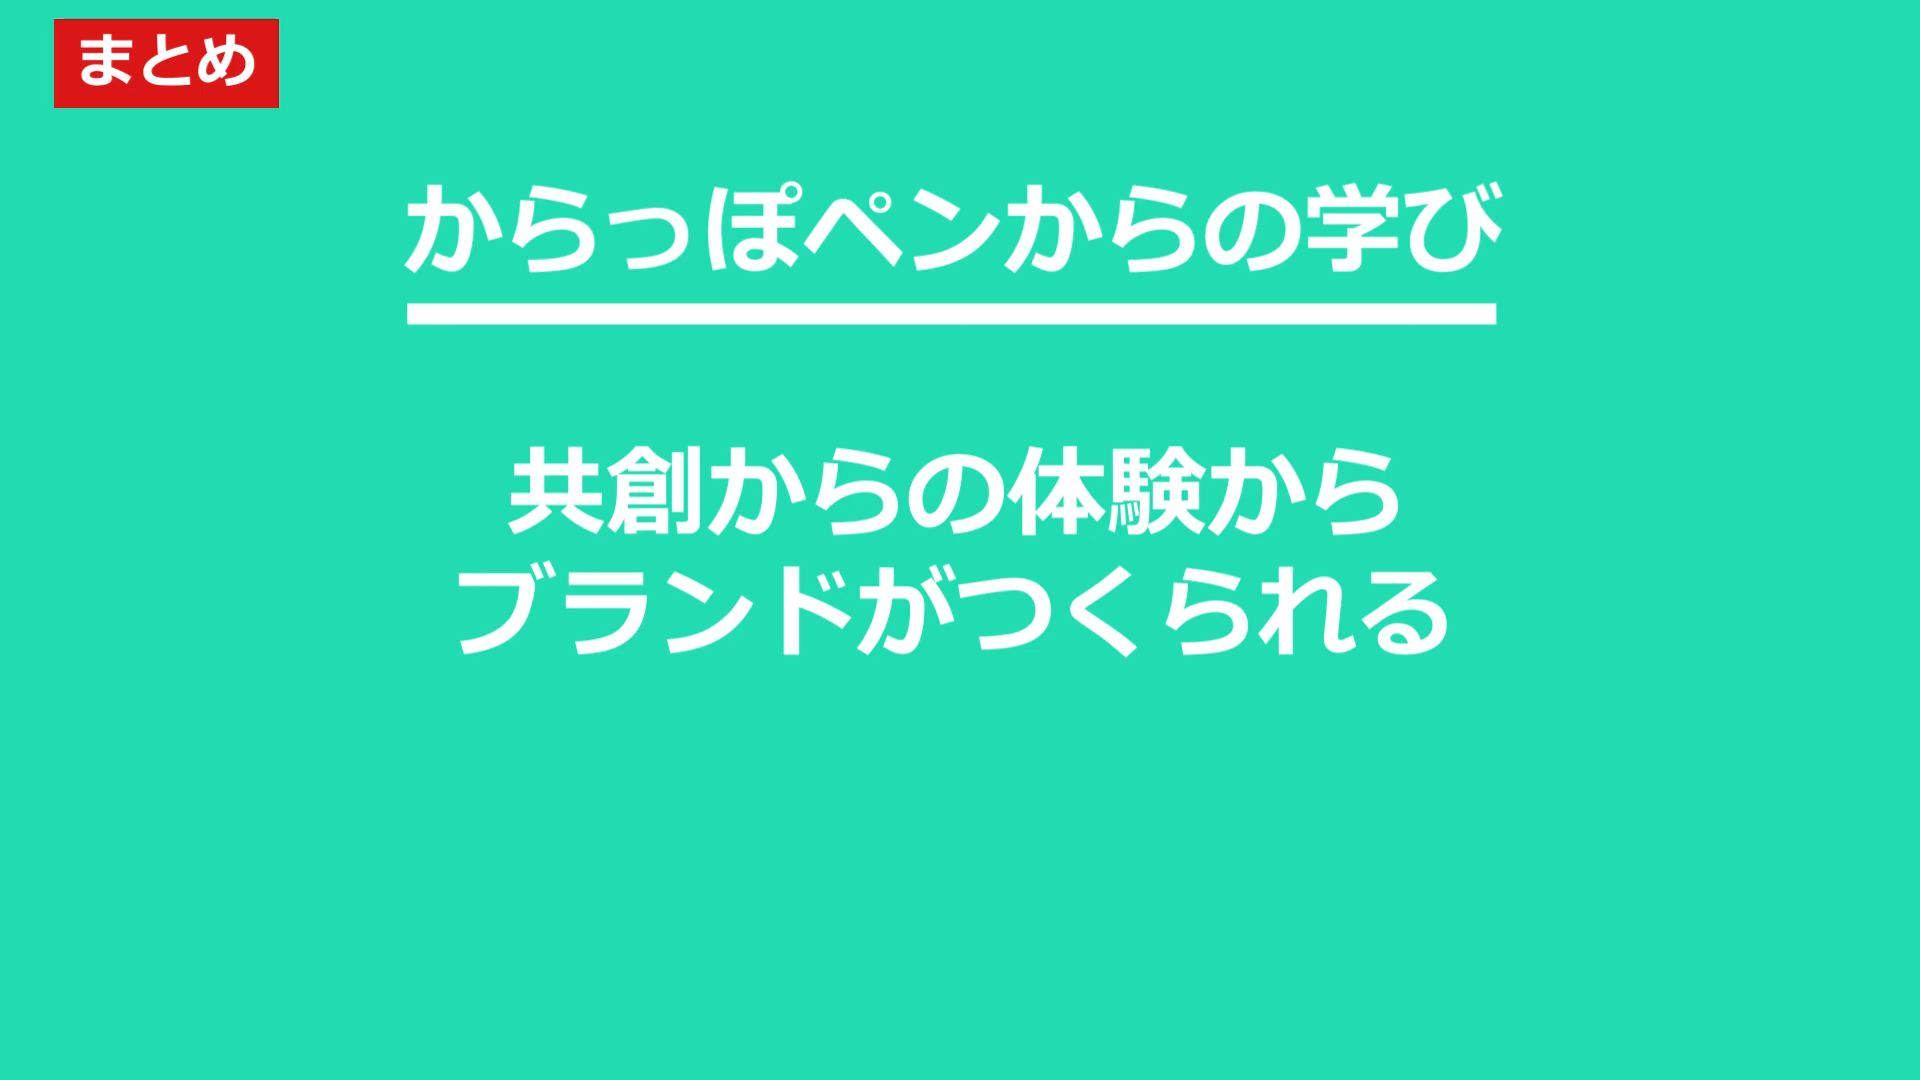 まとめ
からっぽペンからの学び
共創からの体験から
ブランドがつくられる